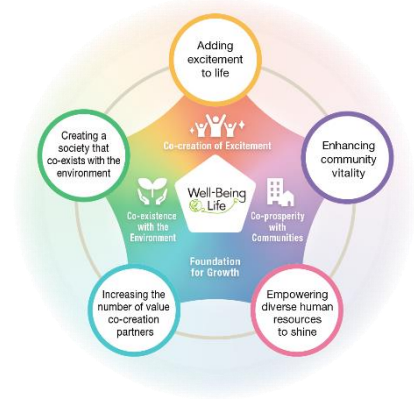 Adding
excitement
to life
Co-creation of Excitement
Creating a
society that
co-exists with the
environment
Enhancing
community
vitality
Well-Being
Life
Co-existence
with the
Environment
Co-prosperity
with
Communities
Foundation
for Growth
Increasing the
number of value
co-creation
partners
Empowering
diverse human
resources
to shine